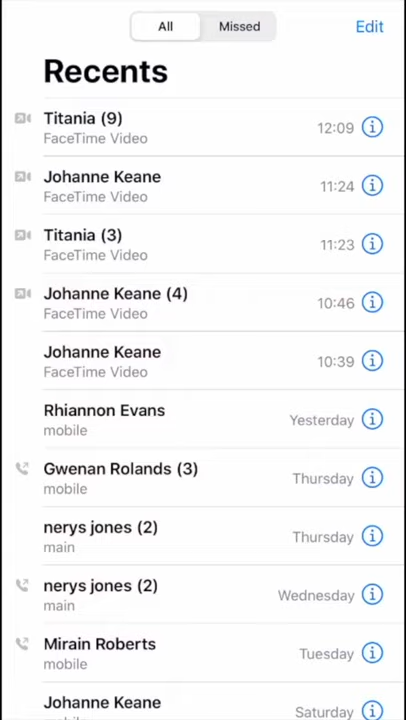 All Missed Edit
Recents
Titania (9)
FaceTime Video
12:09
Johanne Keane
FaceTime Video
11:24
Titania (3)
FaceTime Video
11:23
Johanne Keane (4)
FaceTime Video
10:46
Johanne Keane
FaceTime Video
10:39
Rhiannon Evans
mobile
Yesterday
Gwenan Rolands (3)
mobile
Thursday
nerys jones (2)
main
Thursday
nerys jones (2)
main
Wednesday
Mirain Roberts
mobile
Tuesday
Johanne Keane
Saturday